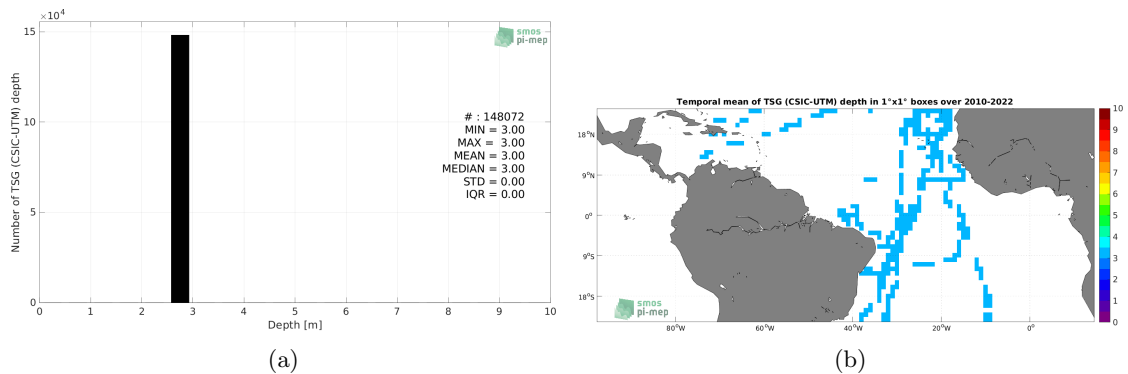 ×10⁴
15
10
5
0
Number of TSG (CSIC-UTM) depth
0 1 2 3 4 5 6 7 8 9 10
Depth [m]
smos
pi-mep
# : 148072
MIN = 3.00
MAX = 3.00
MEAN = 3.00
MEDIAN = 3.00
STD = 0.00
IQR = 0.00
(a)
Temporal mean of TSG (CSIC-UTM) depth in 1°x1° boxes over 2010-2022
18°N
9°N
0°
9°S
18°S
80°W 60°W 40°W 20°W 0°
smos
pi-mep
10
9
8
7
6
5
4
3
2
1
0
(b)